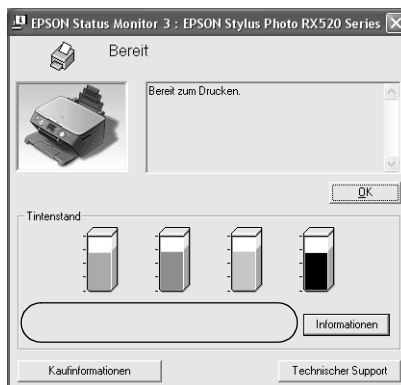 EPSON Status Monitor 3 : EPSON Stylus Photo RX520 Series
Bereit
Bereit zum Drucken.
OK
Tintenstand
Informationen
Kaufinformationen
Technischer Support